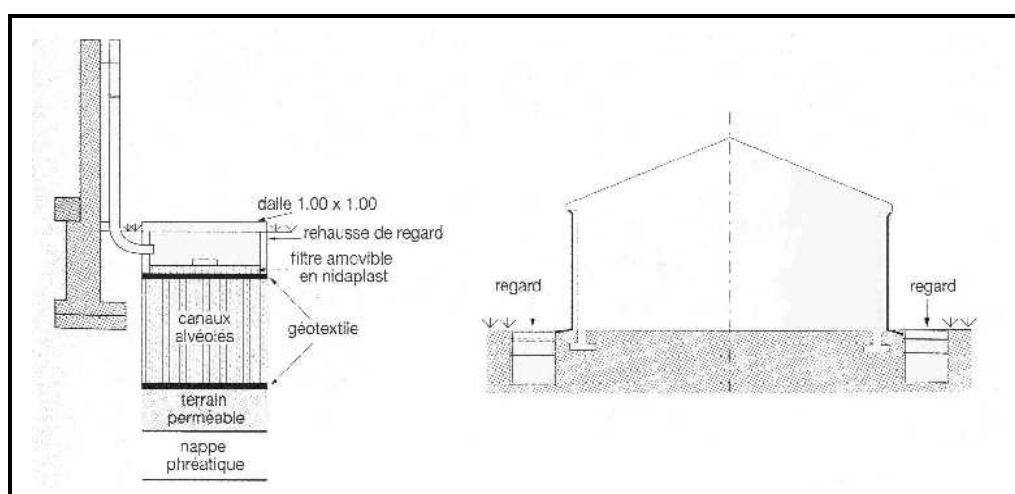 dalle 1.00 x 1.00
rehausse de regard
filtre amovible
en nidaplast
géotextile
canaux
alvéolés
terrain
perméable
nappe
phréatique
regard
regard